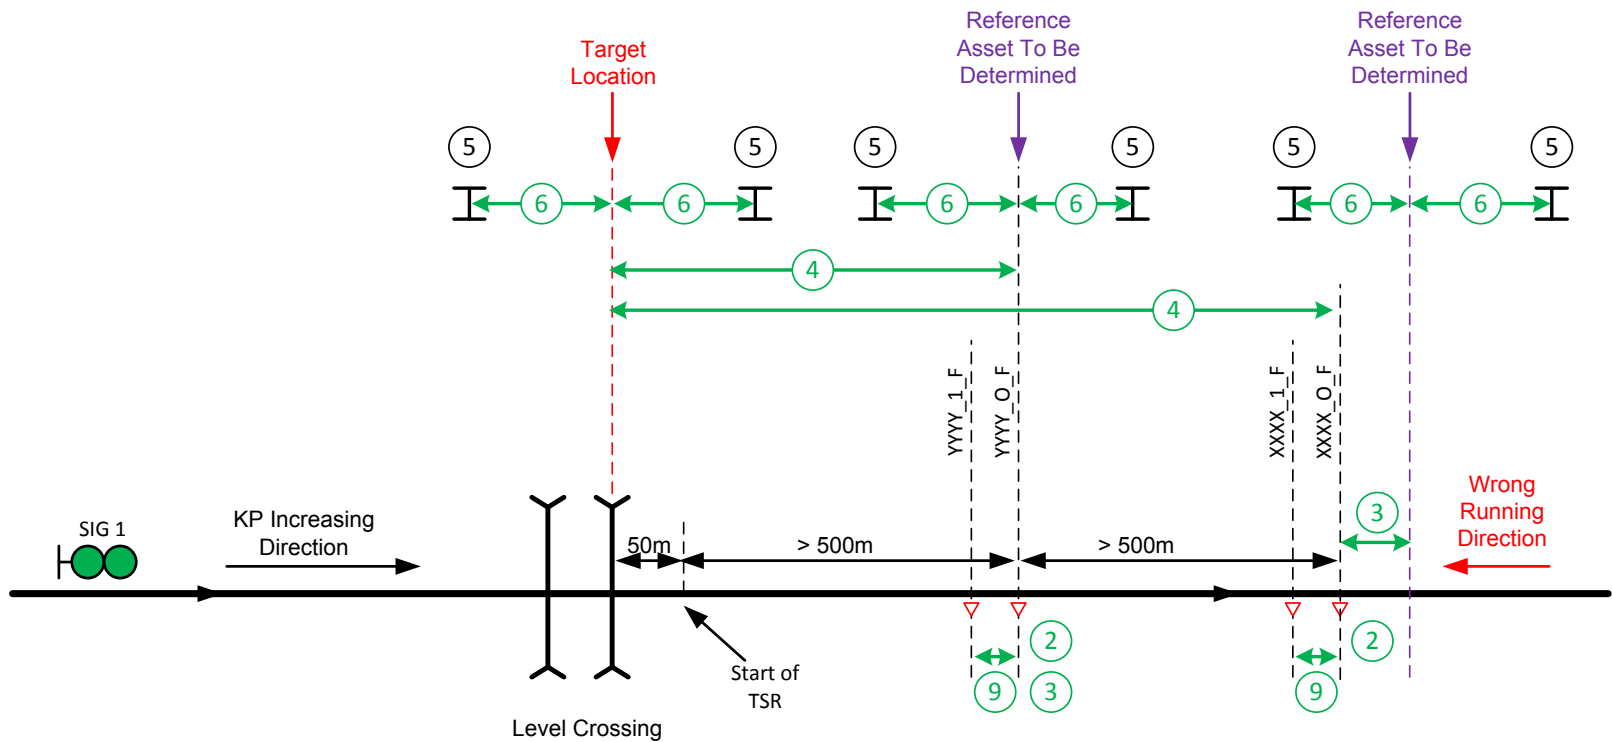 Reference
Asset To Be
Determined
Reference
Asset To Be
Determined
Target
Location
5
5
5
5
5
5
6
6
6
6
6
6
4
4
YYYY_1_F
YYYY_O_F
XXXX_1_F
XXXX_O_F
Wrong
Running
Direction
3
SIG 1
KP Increasing
Direction
50m
> 500m
> 500m
2
2
9
3
9
Start of
TSR
Level Crossing